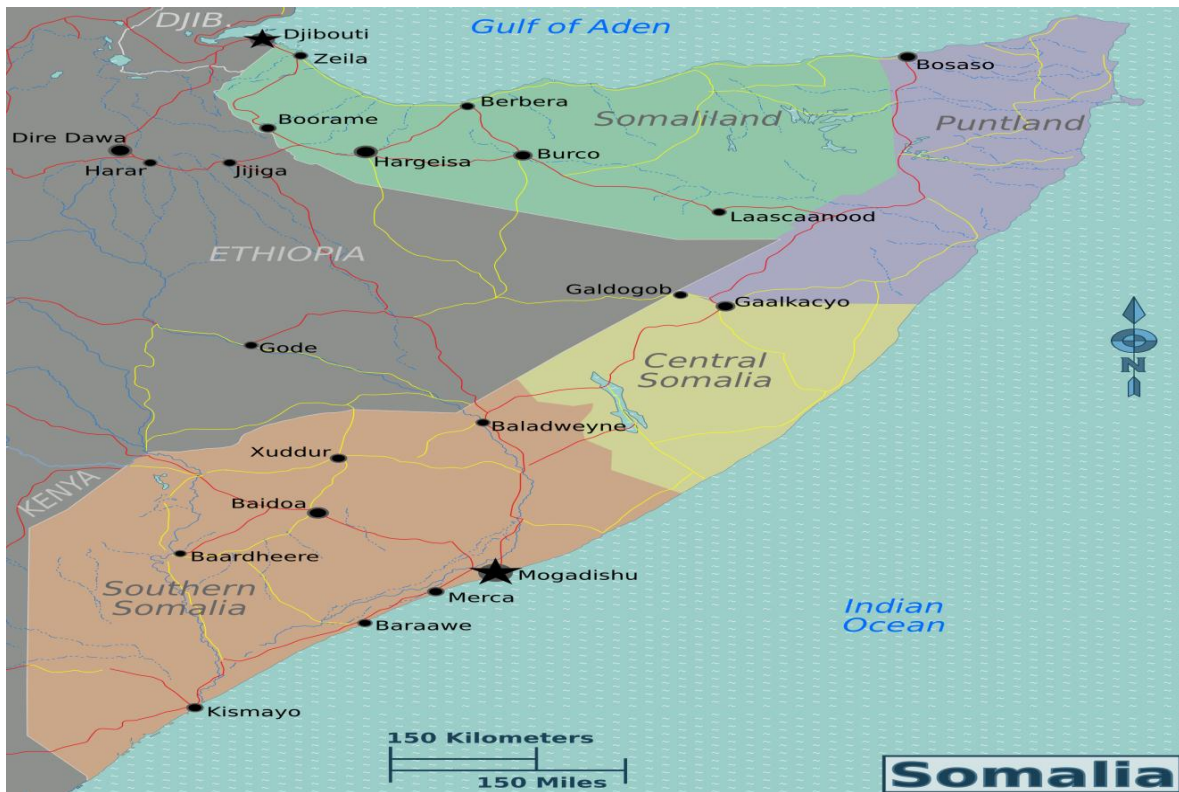 DJIB.
Djibouti
Gulf of Aden
Zeila
Bosaso
Berbera
Boorame
Somaliland
Puntland
Dire Dawa
Hargeisa
Burco
Harar
Jijiga
Laascaanood
ETHIOPIA
Galdogob
Gaalkacyo
Gode
Central
Somalia
N
Baladweyne
Xuddur
KENYA
Baidoa
Baardheere
Mogadishu
Southern
Somalia
Merca
Indian
Ocean
Baraawe
Kismayo
150 Kilometers
150 Miles
Somalia